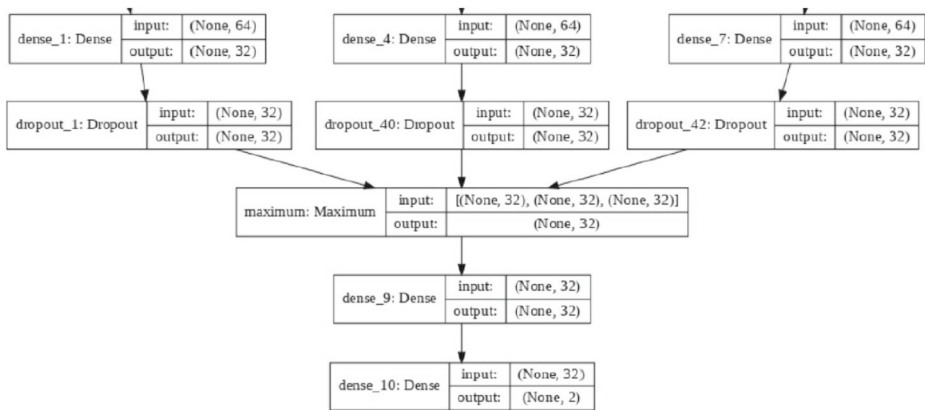 dense_1: Dense input: (None, 64) output: (None, 32)
dense_4: Dense input: (None, 64) output: (None, 32)
dense_7: Dense input: (None, 64) output: (None, 32)
dropout_1: Dropout input: (None, 32) output: (None, 32)
dropout_40: Dropout input: (None, 32) output: (None, 32)
dropout_42: Dropout input: (None, 32) output: (None, 32)
maximum: Maximum input: [(None, 32), (None, 32), (None, 32)] output: (None, 32)
dense_9: Dense input: (None, 32) output: (None, 32)
dense_10: Dense input: (None, 32) output: (None, 2)